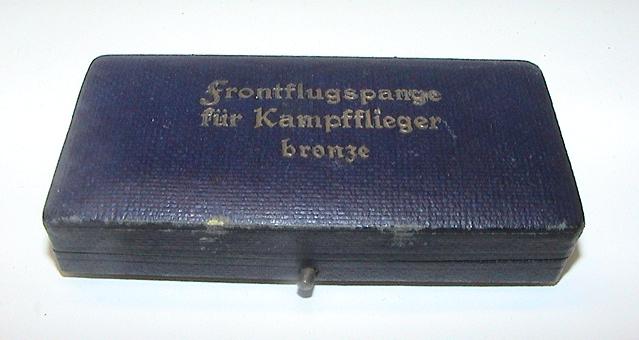 Frontflugspange
für Kampfflieger
bronze